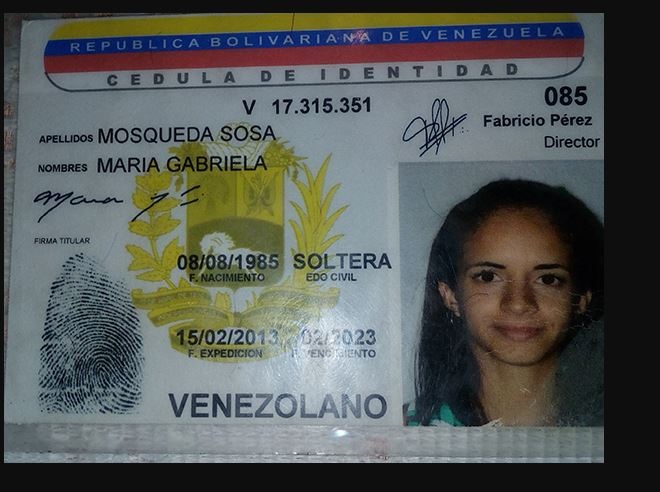 REPUBLICA BOLIVARIANA DE VENEZUELA
CEDULA DE IDENTIDAD
V 17.315.351
085
Fabricio Pérez
Director
APELLIDOS MOSQUEDA SOSA
NOMBRES MARIA GABRIELA
FIRMA TITULAR
08/08/1985 SOLTERA
F. NACIMIENTO EDO CIVIL
15/02/2013 02/2023
F. EXPEDICION F. VENCIMIENTO
VENEZOLANO